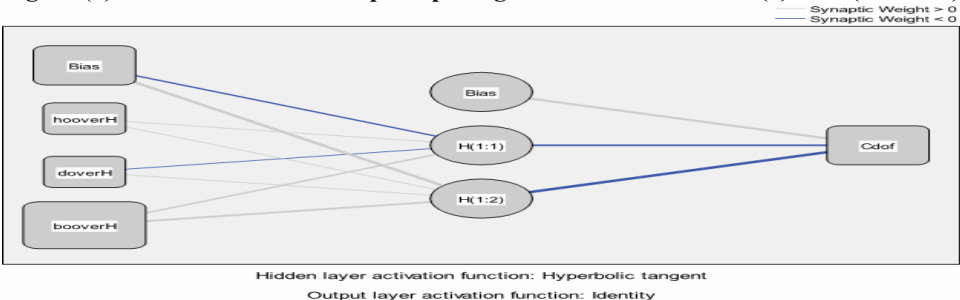 Synaptic Weight > 0
Synaptic Weight < 0
Bias
hooverH
doverH
booverH
Bias
H(1:1)
H(1:2)
Cdof
Hidden layer activation function: Hyperbolic tangent
Output layer activation function: Identity